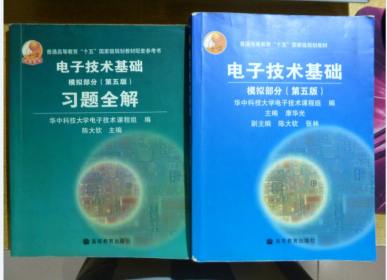 普通高等教育“十五”国家级规划教材配套参考书
电子技术基础
模拟部分（第五版）
习题全解
华中科技大学电子技术课程组 编
陈大钦 主编
高等教育出版社
普通高等教育“十五”国家级规划教材
电子技术基础
模拟部分（第五版）
华中科技大学电子技术课程组 编
主编 康华光
副主编 陈大钦 张林
高等教育出版社